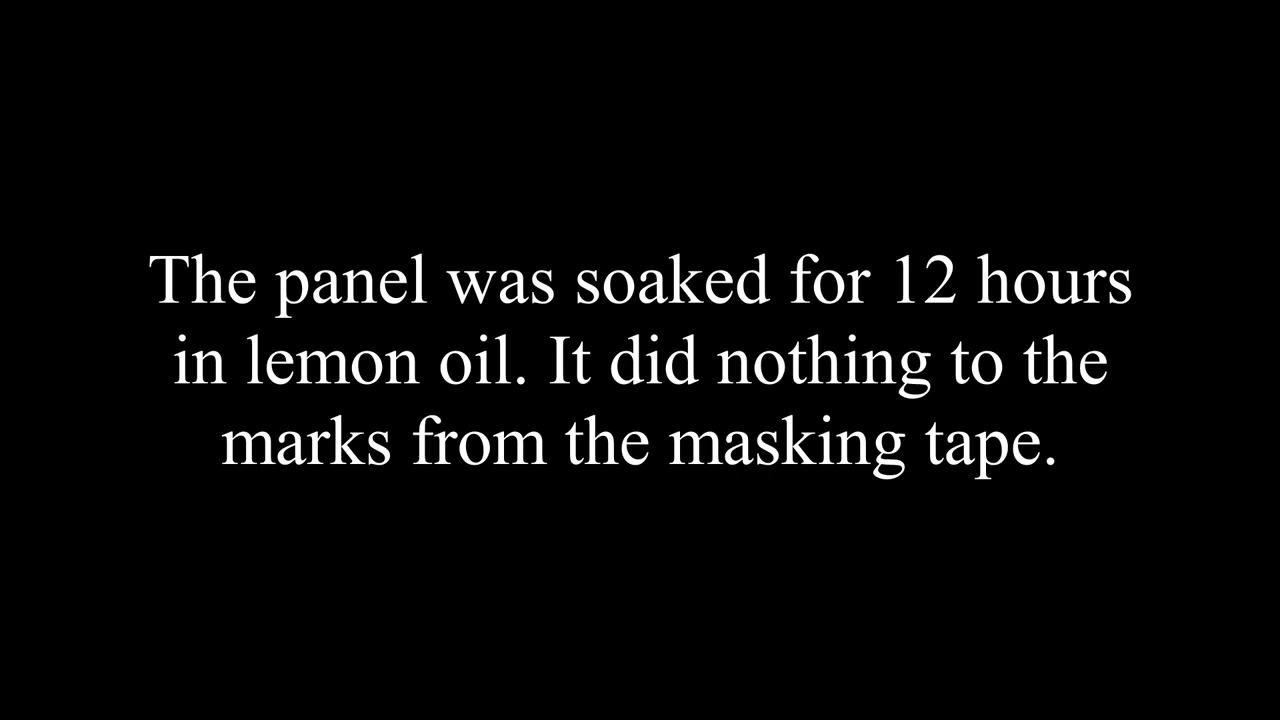 The panel was soaked for 12 hours
in lemon oil. It did nothing to the
marks from the masking tape.